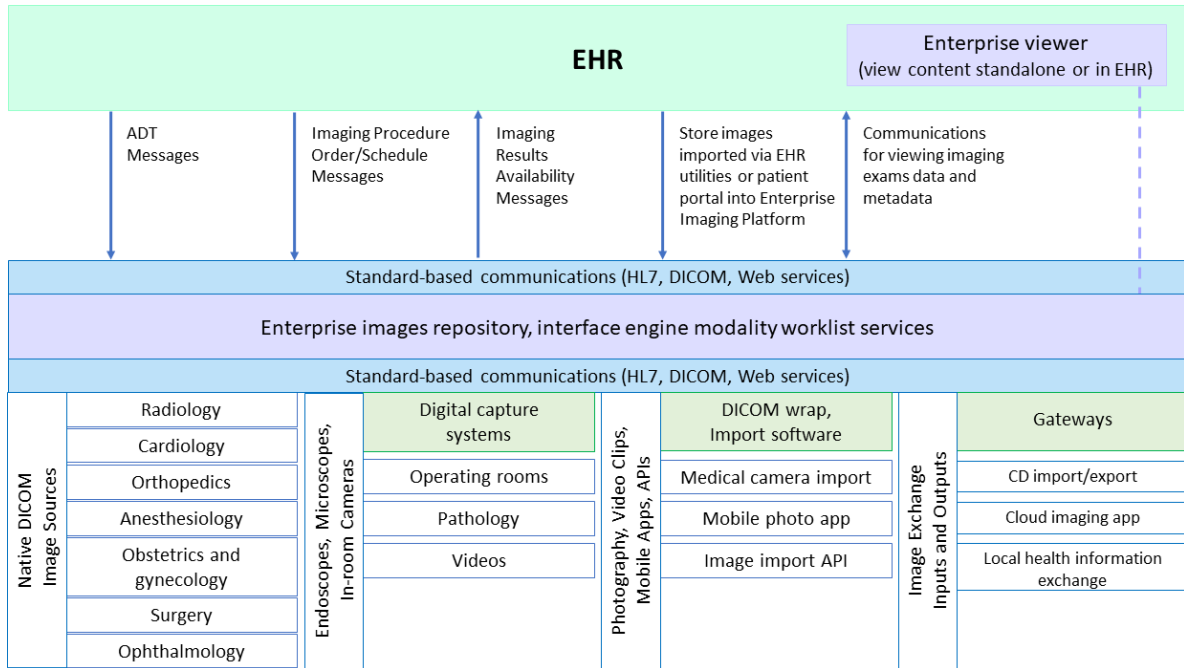 EHR
Enterprise viewer
(view content standalone or in EHR)
ADT
Messages
Imaging Procedure
Order/Schedule
Messages
Imaging
Results
Availability
Messages
Store images
imported via EHR
utilities or patient
portal into Enterprise
Imaging Platform
Communications
for viewing imaging
exams data and
metadata
Standard-based communications (HL7, DICOM, Web services)
Enterprise images repository, interface engine modality worklist services
Standard-based communications (HL7, DICOM, Web services)
Native DICOM
Image Sources
Radiology
Cardiology
Orthopedics
Anesthesiology
Obstetrics and
gynecology
Surgery
Ophthalmology
Endoscopes, Microscopes,
In-room Cameras
Digital capture
systems
Operating rooms
Pathology
Videos
Photography, Video Clips,
Mobile Apps, APIs
DICOM wrap,
Import software
Medical camera import
Mobile photo app
Image import API
Image Exchange
Inputs and Outputs
Gateways
CD import/export
Cloud imaging app
Local health information
exchange